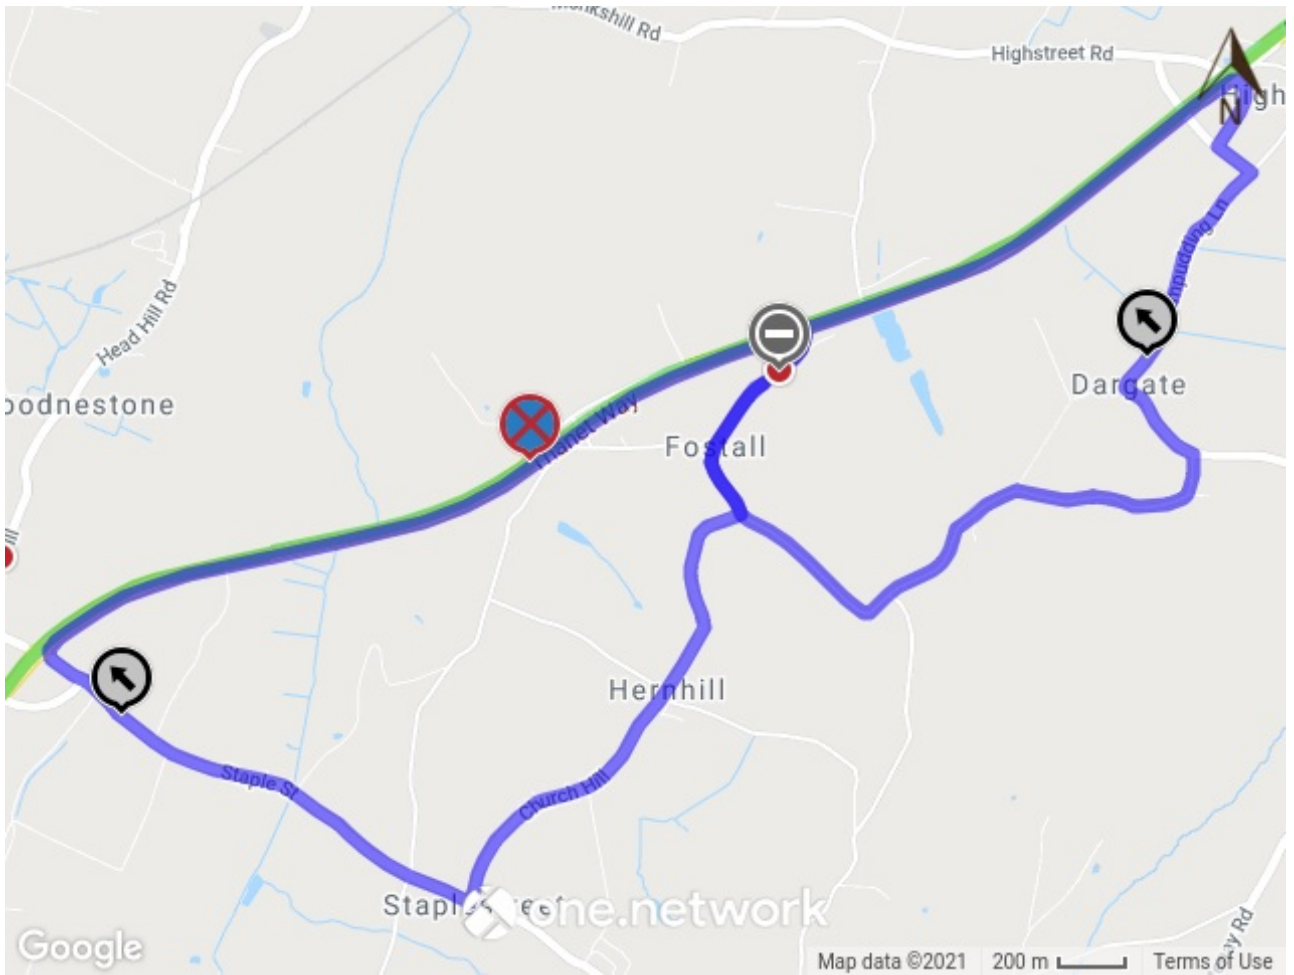 Highstreet Rd
N
Head Hill Rd
oodnestone
Dargate
Thanet Way
Fostall
Hernhill
Staple St
Church Hill
one.network
Google
Map data ©2021
200 m
Terms of Use